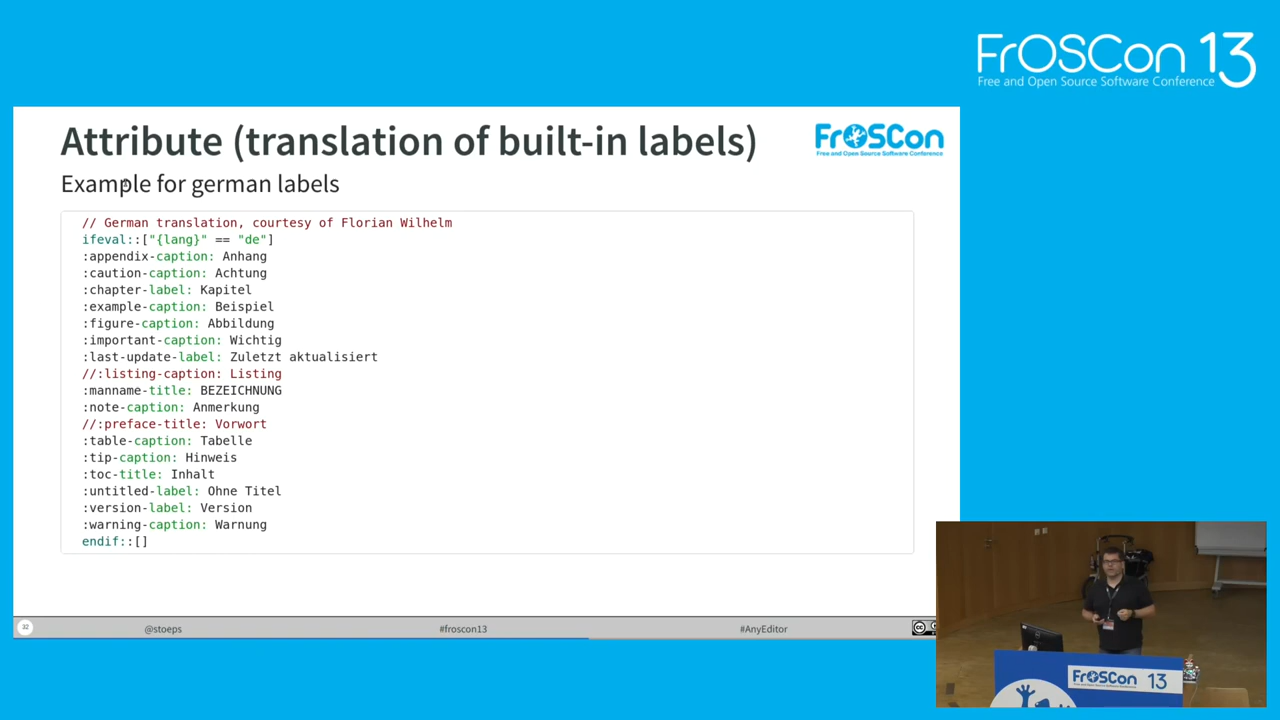 FrOSCon 13
Free and Open Source Software Conference
Attribute (translation of built-in labels)
FrOSCon
Free and Open Source Software Conference
Example for german labels
// German translation, courtesy of Florian Wilhelm
ifeval::["{lang}" == "de"]
:appendix-caption: Anhang
:caution-caption: Achtung
:chapter-label: Kapitel
:example-caption: Beispiel
:figure-caption: Abbildung
:important-caption: Wichtig
:last-update-label: Zuletzt aktualisiert
//:listing-caption: Listing
:manname-title: BEZEICHNUNG
:note-caption: Anmerkung
//:preface-title: Vorwort
:table-caption: Tabelle
:tip-caption: Hinweis
:toc-title: Inhalt
:untitled-label: Ohne Titel
:version-label: Version
:warning-caption: Warnung
endif::[]
32
@stoeps
#froscon13
#AnyEditor
cc
FrOSCon 13